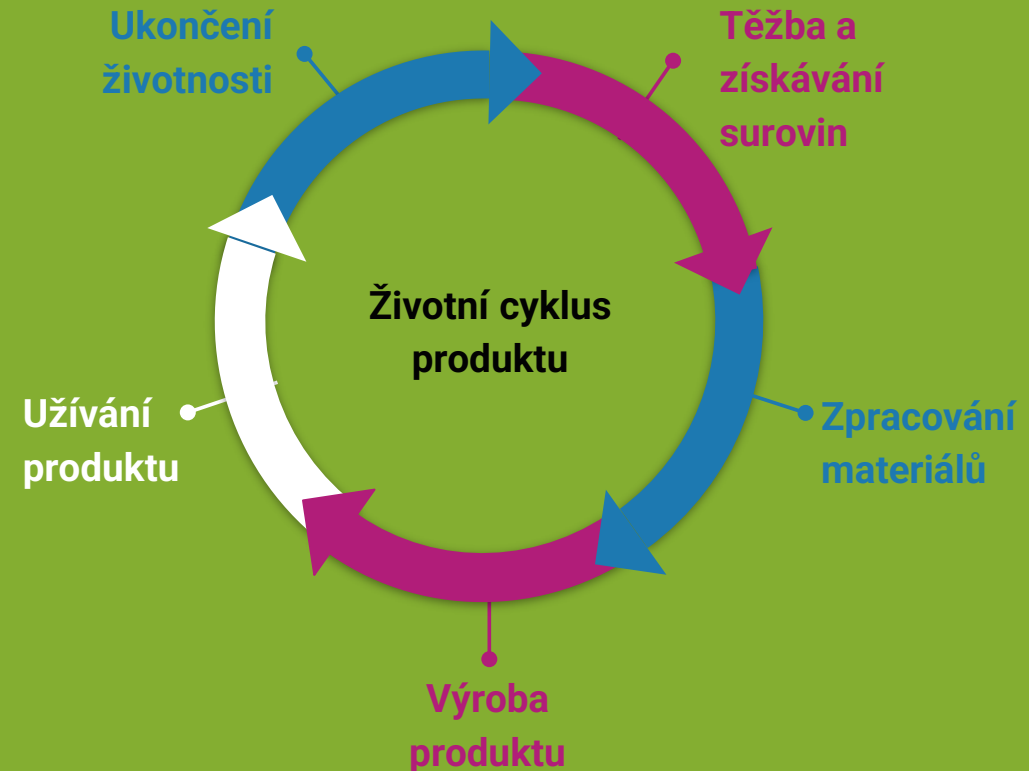 Ukončení
životnosti
Těžba a
získávání
surovin
Životní cyklus
produktu
Užívání
produktu
Zpracování
materiálů
Výroba
produktu